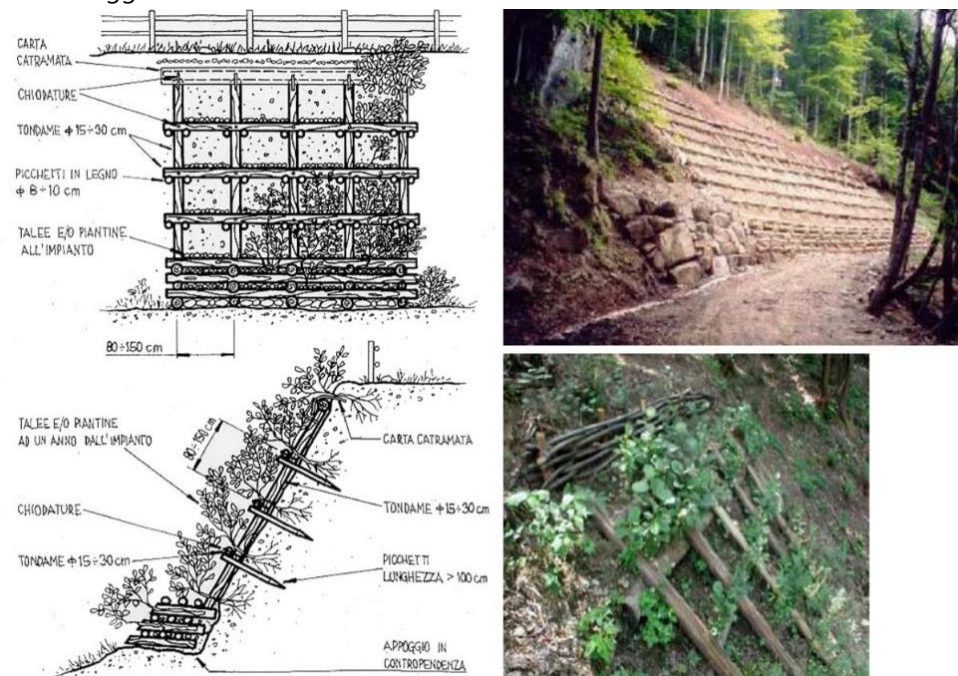 CARTA
CATRAMATA
CHIODATURE
TONDAME ϕ 15÷30 cm
PICCHETTI IN LEGNO
ϕ 8÷10 cm
TALEE E/O PIANTINE
ALL'IMPIANTO
80÷150 cm
TALEE E/O PIANTINE
AD UN ANNO DALL'IMPIANTO
80÷150 cm
CARTA CATRAMATA
CHIODATURE
TONDAME ϕ 15÷30 cm
TONDAME ϕ 15÷30 cm
PICCHETTI
LUNGHEZZA > 100 cm
APPOGGIO IN
CONTROPENDENZA